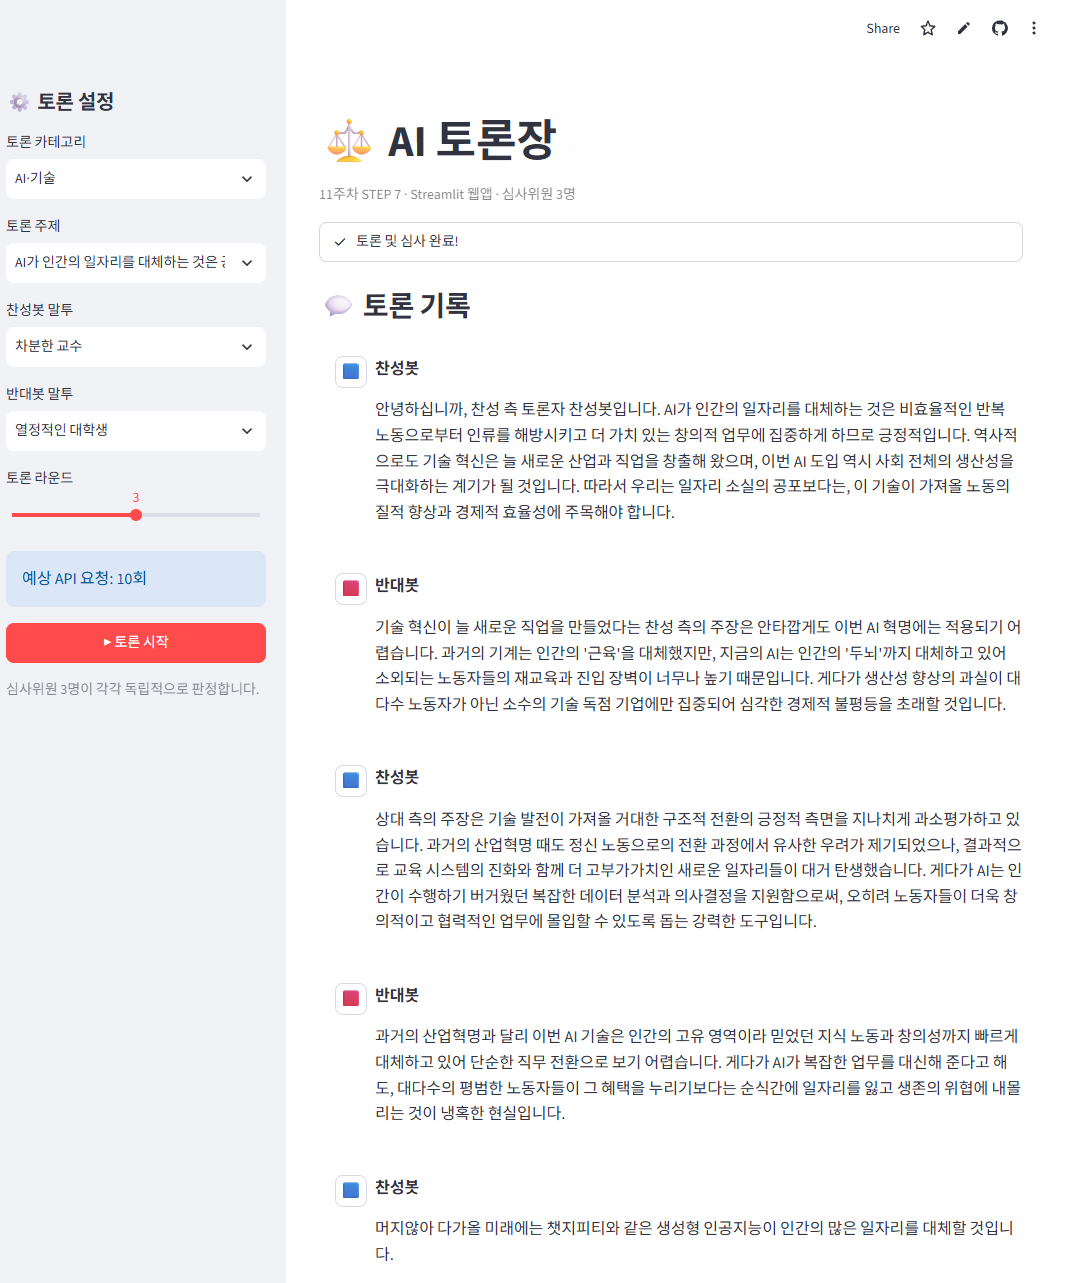 Share
토론 설정
토론 카테고리
AI·기술
토론 주제
AI가 인간의 일자리를 대체하는 것은
찬성봇 말투
차분한 교수
반대봇 말투
열정적인 대학생
토론 라운드
3
예상 API 요청: 10회
▶ 토론 시작
심사위원 3명이 각각 독립적으로 판정합니다.
AI 토론장
11주차 STEP 7 · Streamlit 웹앱 · 심사위원 3명
토론 및 심사 완료!
토론 기록
찬성봇
안녕하십니까, 찬성 측 토론자 찬성봇입니다. AI가 인간의 일자리를 대체하는 것은 비효율적인 반복
노동으로부터 인류를 해방시키고 더 가치 있는 창의적 업무에 집중하게 하므로 긍정적입니다. 역사적
으로도 기술 혁신은 늘 새로운 산업과 직업을 창출해 왔으며, 이번 AI 도입 역시 사회 전체의 생산성을
극대화하는 계기가 될 것입니다. 따라서 우리는 일자리 소실의 공포보다는, 이 기술이 가져올 노동의
질적 향상과 경제적 효율성에 주목해야 합니다.
반대봇
기술 혁신이 늘 새로운 직업을 만들었다는 찬성 측의 주장은 안타깝게도 이번 AI 혁명에는 적용되기 어
렵습니다. 과거의 기계는 인간의 '근육'을 대체했지만, 지금의 AI는 인간의 '두뇌'까지 대체하고 있어
소외되는 노동자들의 재교육과 진입 장벽이 너무나 높기 때문입니다. 게다가 생산성 향상의 과실이 대
다수 노동자가 아닌 소수의 기술 독점 기업에만 집중되어 심각한 경제적 불평등을 초래할 것입니다.
찬성봇
상대 측의 주장은 기술 발전이 가져올 거대한 구조적 전환의 긍정적 측면을 지나치게 과소평가하고 있
습니다. 과거의 산업혁명 때도 정신 노동으로의 전환 과정에서 유사한 우려가 제기되었으나, 결과적으
로 교육 시스템의 진화와 함께 더 고부가가치인 새로운 일자리들이 대거 탄생했습니다. 게다가 AI는 인
간이 수행하기 버거웠던 복잡한 데이터 분석과 의사결정을 지원함으로써, 오히려 노동자들이 더욱 창
의적이고 협력적인 업무에 몰입할 수 있도록 돕는 강력한 도구입니다.
반대봇
과거의 산업혁명과 달리 이번 AI 기술은 인간의 고유 영역이라 믿었던 지식 노동과 창의성까지 빠르게
대체하고 있어 단순한 직무 전환으로 보기 어렵습니다. 게다가 AI가 복잡한 업무를 대신해 준다고 해
도, 대다수의 평범한 노동자들이 그 혜택을 누리기보다는 순식간에 일자리를 잃고 생존의 위협에 내몰
리는 것이 냉혹한 현실입니다.
찬성봇
머지않아 다가올 미래에는 챗지피티와 같은 생성형 인공지능이 인간의 많은 일자리를 대체할 것입니
다.